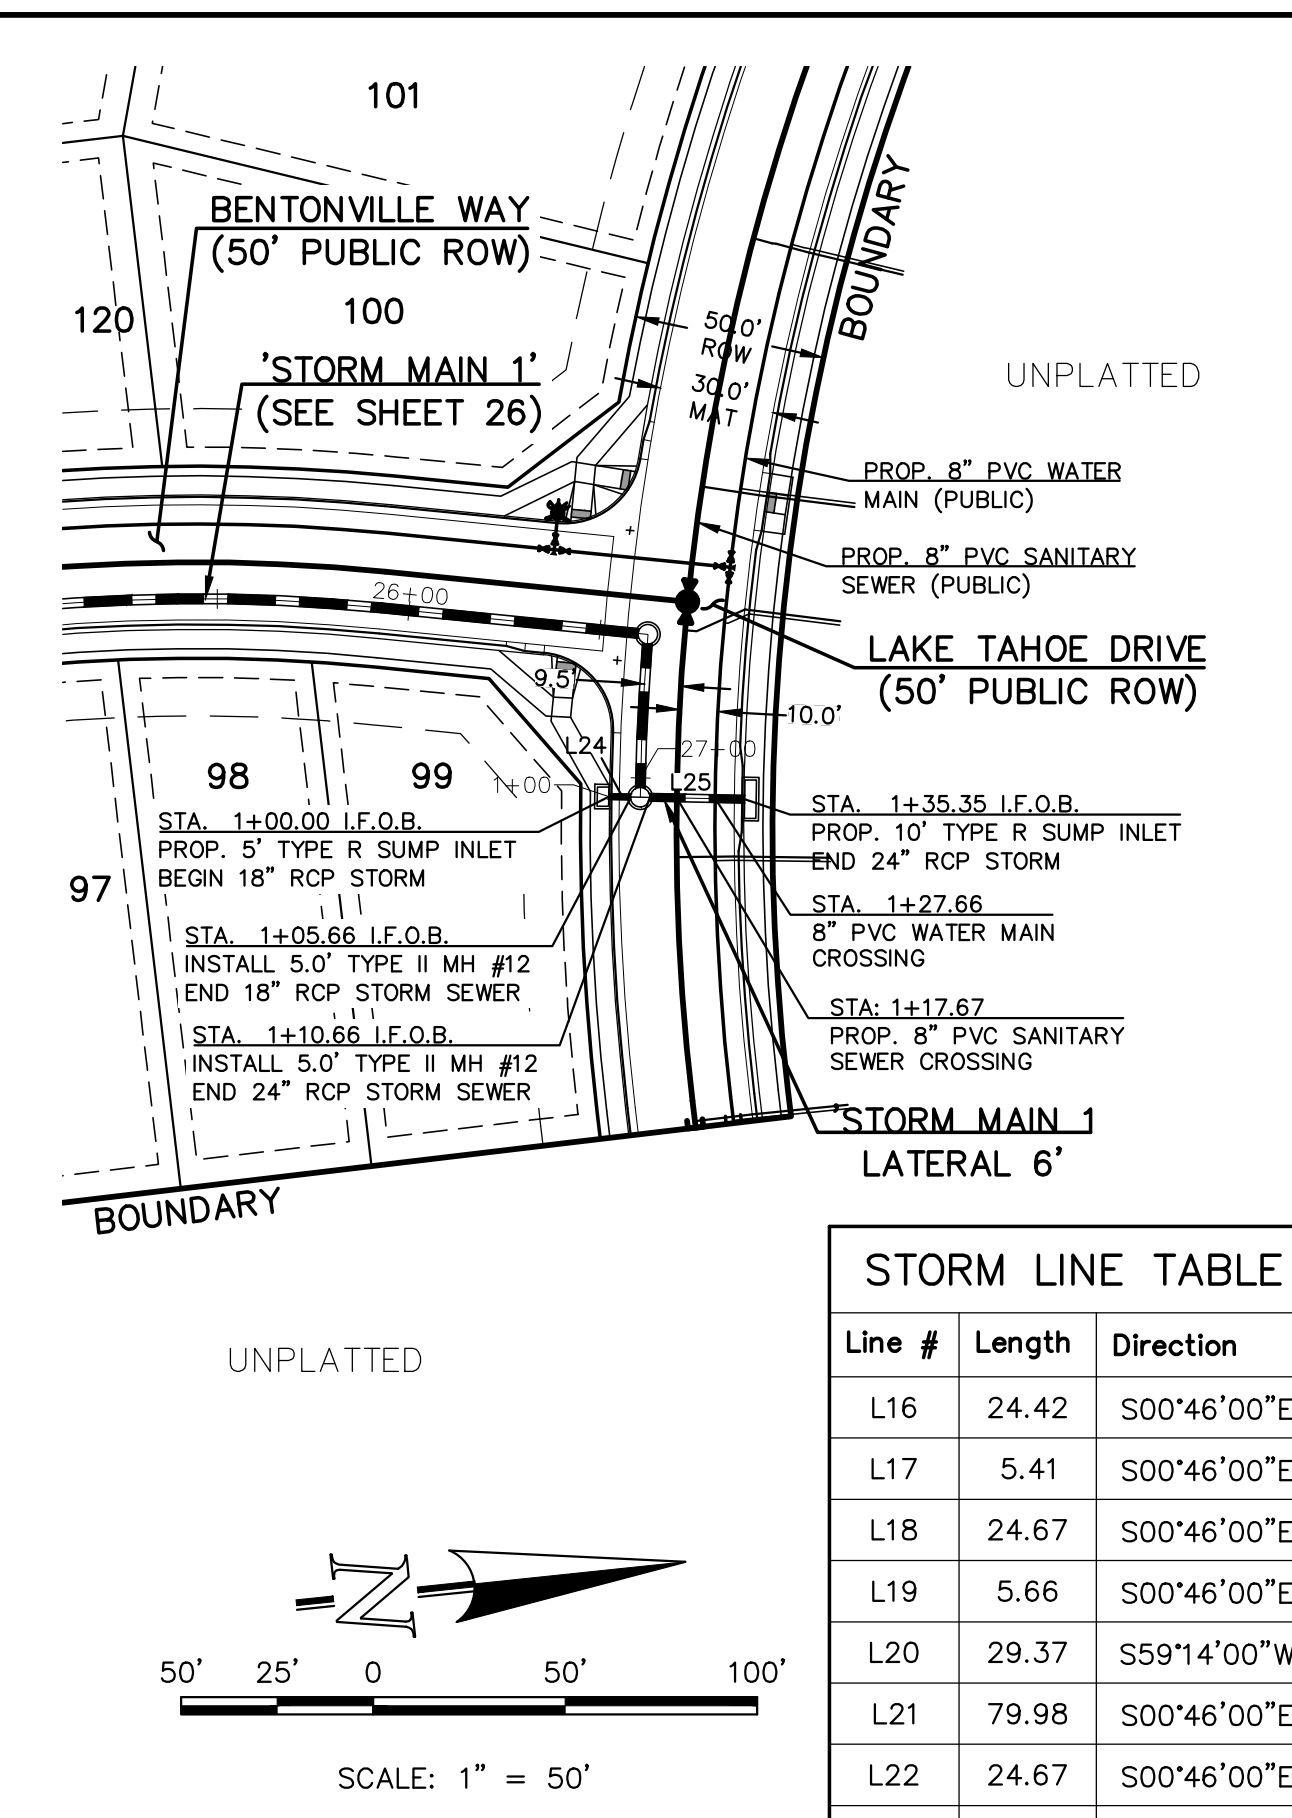 101
BENTONVILLE WAY
(50' PUBLIC ROW)
BOUNDARY
120
100
50.0'
ROW
'STORM MAIN 1'
(SEE SHEET 26)
30.0'
MAT
UNPLATTED
PROP. 8" PVC WATER
MAIN (PUBLIC)
PROP. 8" PVC SANITARY
SEWER (PUBLIC)
26+00
LAKE TAHOE DRIVE
(50' PUBLIC ROW)
9.5'
10.0'
L24
27+00
98
99
1+00
L25
STA. 1+00.00 I.F.O.B.
PROP. 5' TYPE R SUMP INLET
BEGIN 18" RCP STORM
STA. 1+35.35 I.F.O.B.
PROP. 10' TYPE R SUMP INLET
END 24" RCP STORM
97
STA. 1+05.66 I.F.O.B.
INSTALL 5.0' TYPE II MH #12
END 18" RCP STORM SEWER
STA. 1+27.66
8" PVC WATER MAIN
CROSSING
STA. 1+10.66 I.F.O.B.
INSTALL 5.0' TYPE II MH #12
END 24" RCP STORM SEWER
STA: 1+17.67
PROP. 8" PVC SANITARY
SEWER CROSSING
'STORM MAIN 1
LATERAL 6'
BOUNDARY
UNPLATTED
STORM LINE TABLE
Line # Length Direction
L16 24.42 S00°46'00"E
L17 5.41 S00°46'00"E
L18 24.67 S00°46'00"E
L19 5.66 S00°46'00"E
L20 29.37 S59°14'00"W
L21 79.98 S00°46'00"E
L22 24.67 S00°46'00"E
N
50' 25' 0 50' 100'
SCALE: 1" = 50'